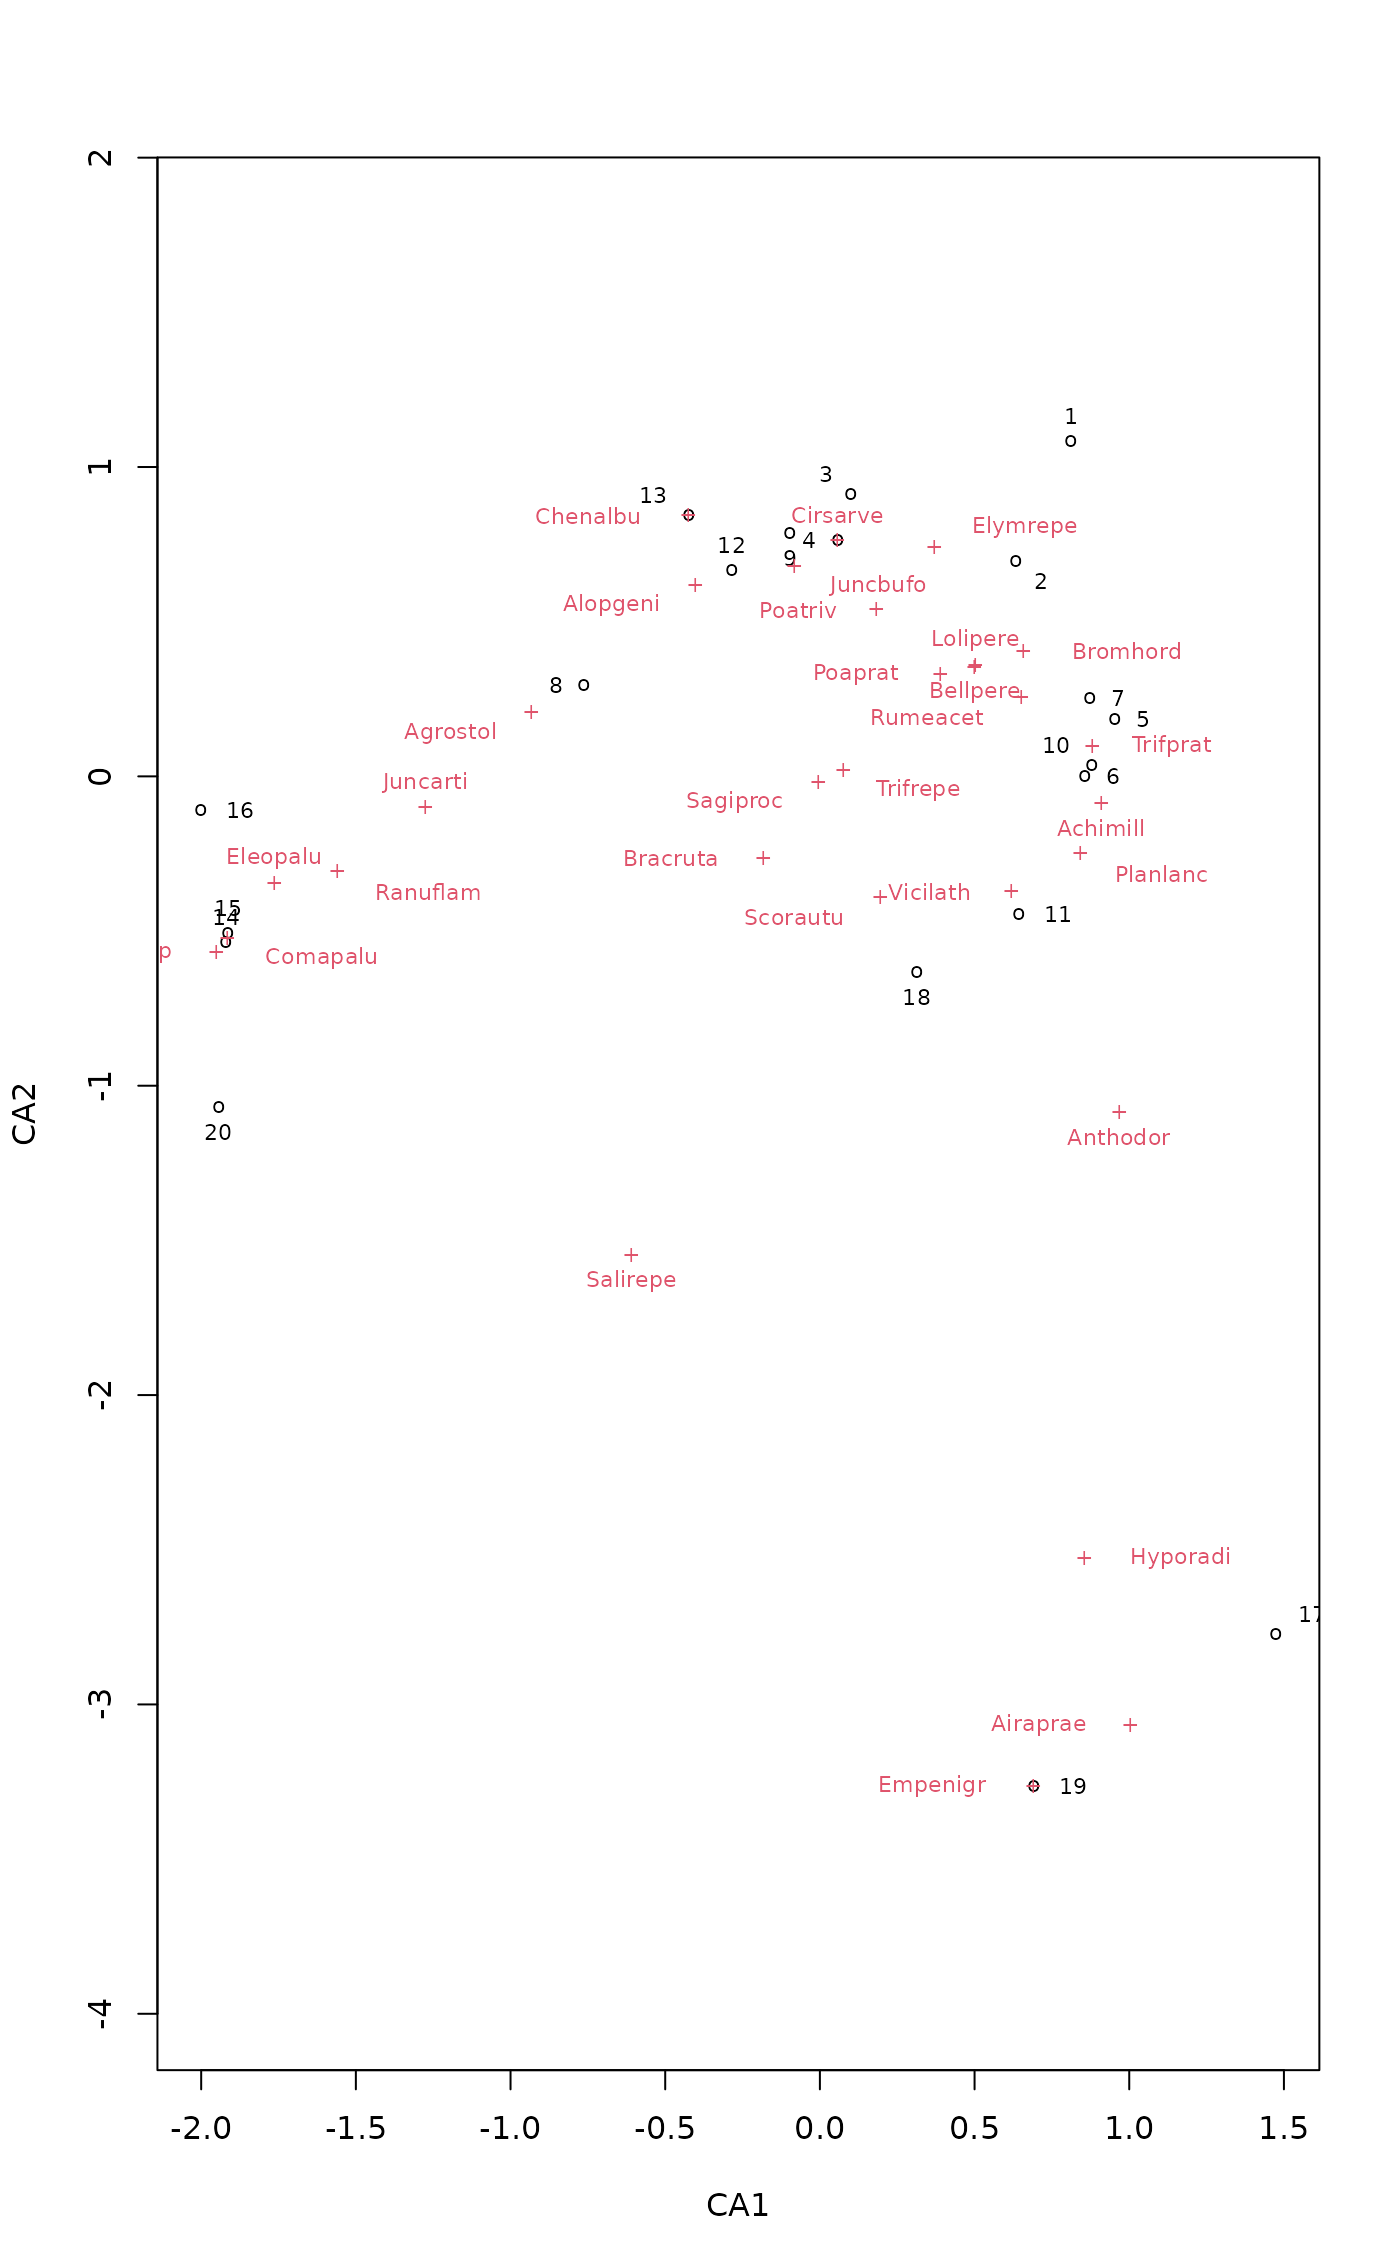 2
1
1
3
13
Cirsarve
Chenalbu
Elymrepe
4
12
9
2
Juncbufo
Alopgeni
Poatriv
Lolipere
Bromhord
Poaprat
8
Bellpere
7
Rumeacet
5
Agrostol
10
Trifprat
0
6
Juncarti
Trifrepe
Sagiproc
16
Achimill
Eleopalu
Bracruta
Planlanc
Ranuflam
Vicilath
15
11
14
Scorautu
p
Comapalu
18
-1
CA2
20
Anthodor
Salirepe
-2
Hyporadi
17
-3
Airaprae
Empenigr
19
-4
-2.0 -1.5 -1.0 -0.5 0.0 0.5 1.0 1.5
CA1